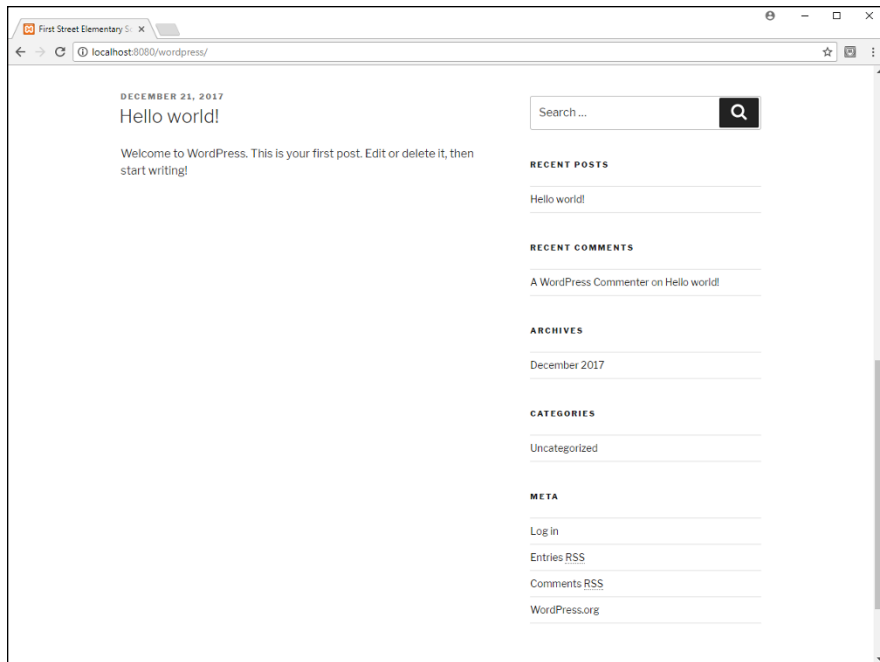 First Street Elementary Sc
localhost:8080/wordpress/
DECEMBER 21, 2017
Hello world!
Welcome to WordPress. This is your first post. Edit or delete it, then
start writing!
Search ...
RECENT POSTS
Hello world!
RECENT COMMENTS
A WordPress Commenter on Hello world!
ARCHIVES
December 2017
CATEGORIES
Uncategorized
META
Log in
Entries RSS
Comments RSS
WordPress.org